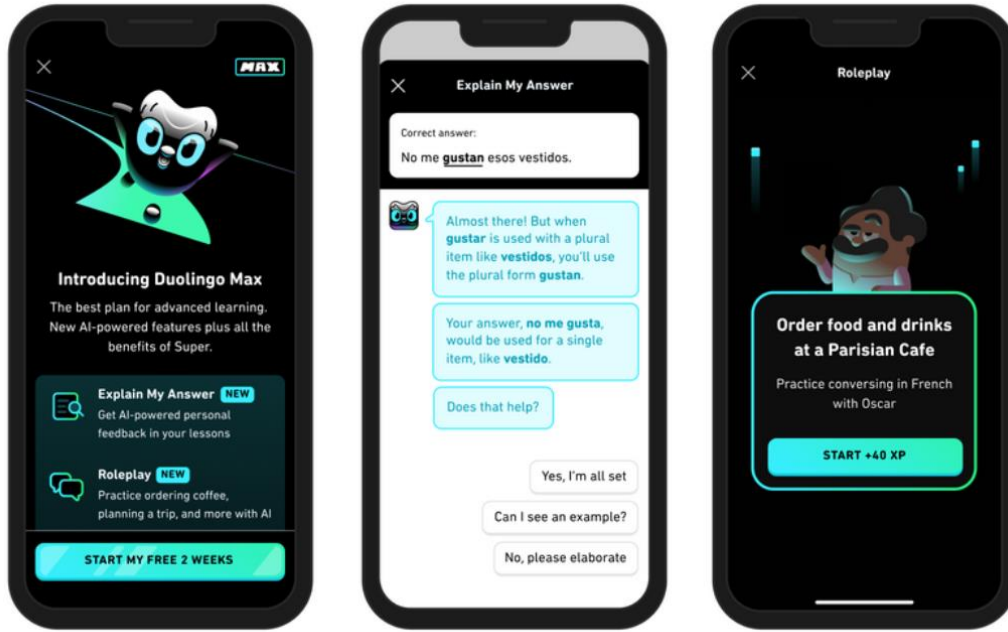 MAX
Introducing Duolingo Max
The best plan for advanced learning.
New AI-powered features plus all the
benefits of Super.
Explain My Answer NEW
Get AI-powered personal
feedback in your lessons
Roleplay NEW
Practice ordering coffee,
planning a trip, and more with AI
START MY FREE 2 WEEKS
Explain My Answer
Correct answer:
No me gustan esos vestidos.
Almost there! But when
gustar is used with a plural
item like vestidos, you'll use
the plural form gustan.
Your answer, no me gusta,
would be used for a single
item, like vestido.
Does that help?
Yes, I'm all set
Can I see an example?
No, please elaborate
Roleplay
Order food and drinks
at a Parisian Cafe
Practice conversing in French
with Oscar
START +40 XP